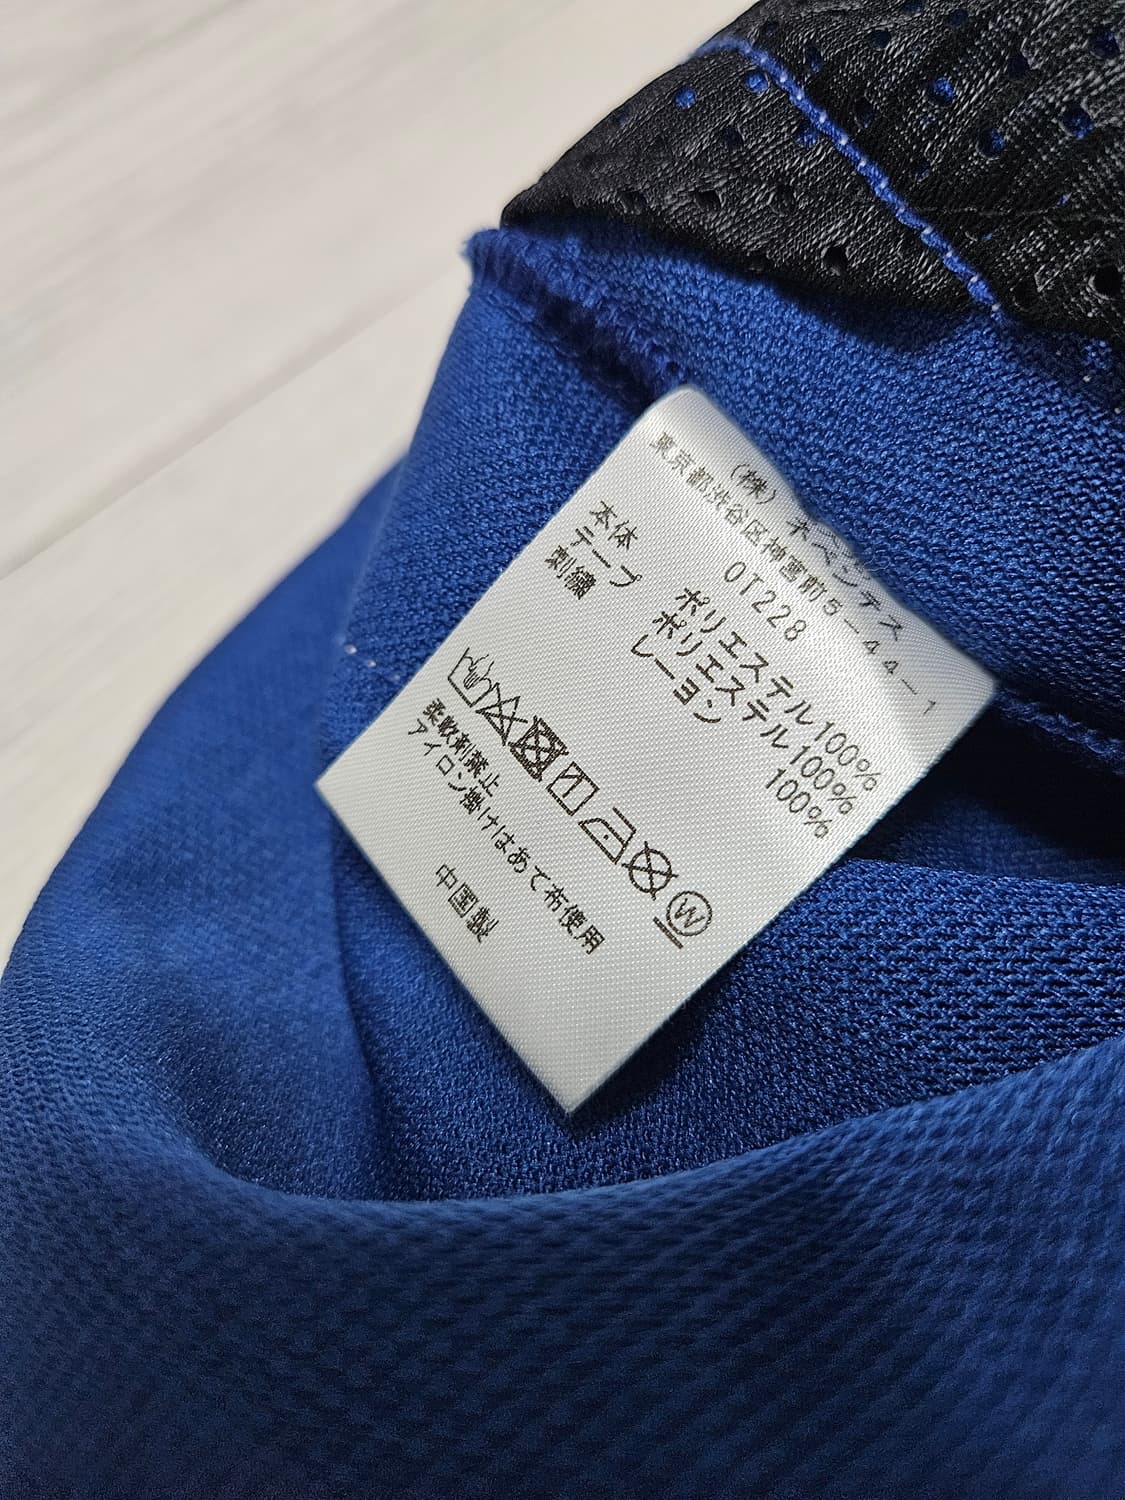 (株)ネペンテス
東京都渋谷区神宮前5-44-1
OT228
本体 ポリエステル100%
テープ ポリエステル100%
刺繍 レーヨン 100%
W
柔軟剤禁止
アイロン掛けはあて布使用
中国製